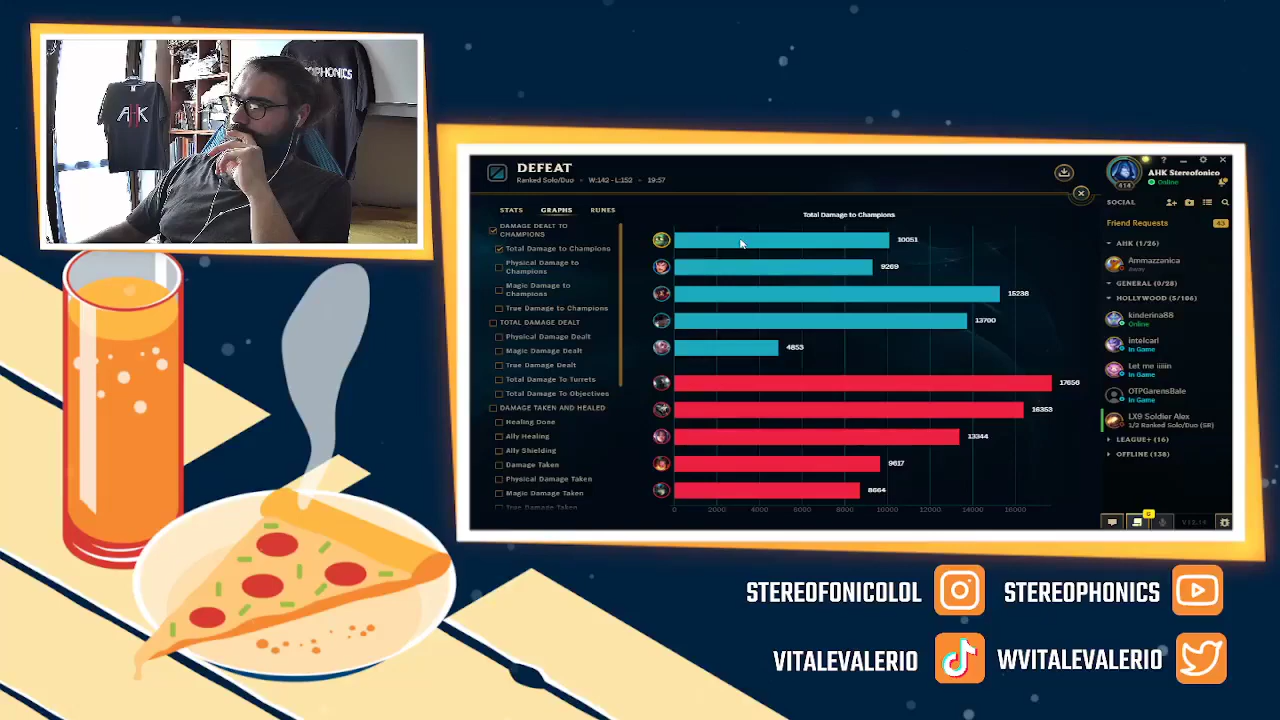 OPHONICS
AHK
DEFEAT
Ranked Solo/Duo • W:142 - L:152 • 19:57
STATS GRAPHS RUNES
DAMAGE DEALT TO
CHAMPIONS
Total Damage to Champions
Physical Damage to
Champions
Magic Damage to
Champions
True Damage to Champions
TOTAL DAMAGE DEALT
Physical Damage Dealt
Magic Damage Dealt
True Damage Dealt
Total Damage To Turrets
Total Damage To Objectives
DAMAGE TAKEN AND HEALED
Healing Done
Ally Healing
Ally Shielding
Damage Taken
Physical Damage Taken
Magic Damage Taken
True Damage Taken
Total Damage to Champions
10051
9269
15238
13700
4853
17656
16353
13344
9617
8664
0 2000 4000 6000 8000 10000 12000 14000 16000
414
AHK Stereofonico
Online
SOCIAL
Friend Requests 43
AHK (1/26)
Ammazzanica
Away
GENERAL (0/28)
HOLLYWOOD (5/106)
kinderina88
Online
intelcarl
In Game
Let me iiiiin
In Game
OTPGarensBale
In Game
LX9 Soldier Alex
1/2 Ranked Solo/Duo (SR)
LEAGUE+ (16)
OFFLINE (138)
STEREOFONICOLOL
STEREOPHONICS
VITALEVALERIO
WVITALEVALERIO